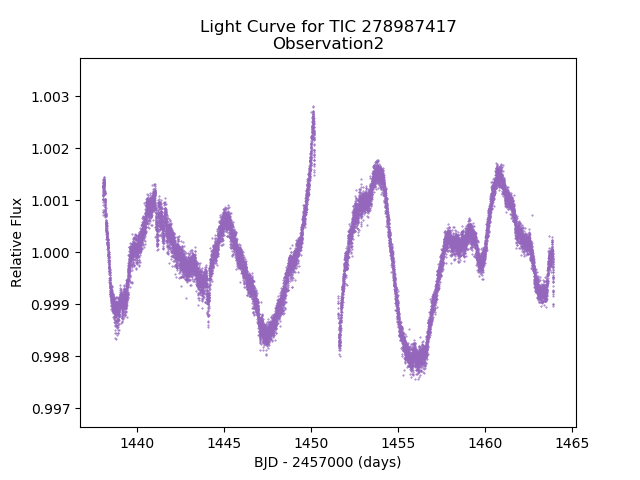 Light Curve for TIC 278987417
Observation2
Relative Flux
1.003
1.002
1.001
1.000
0.999
0.998
0.997
1440 1445 1450 1455 1460 1465
BJD - 2457000 (days)